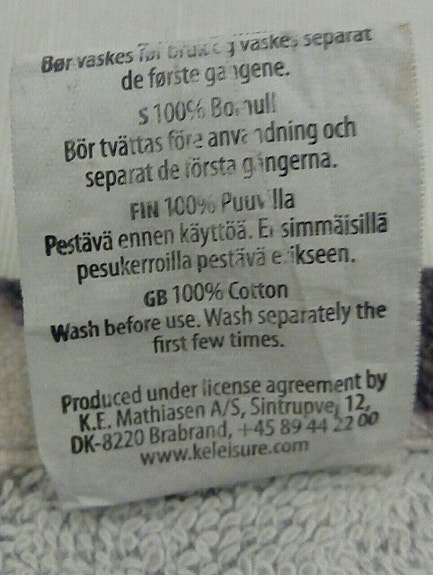 Bør vaskes før bruk og vaskes separat
de første gangene.
S 100% Bomull
Bör tvättas före användning och
separat de första gångerna.
FIN 100% Puuvilla
Pestävä ennen käyttöä. Ensimmäisillä
pesukerroilla pestävä erikseen.
GB 100% Cotton
Wash before use. Wash separately the
first few times.
Produced under license agreement by
K.E. Mathiasen A/S, Sintrupvej 12,
DK-8220 Brabrand, +45 89 44 22 00
www.keleisure.com